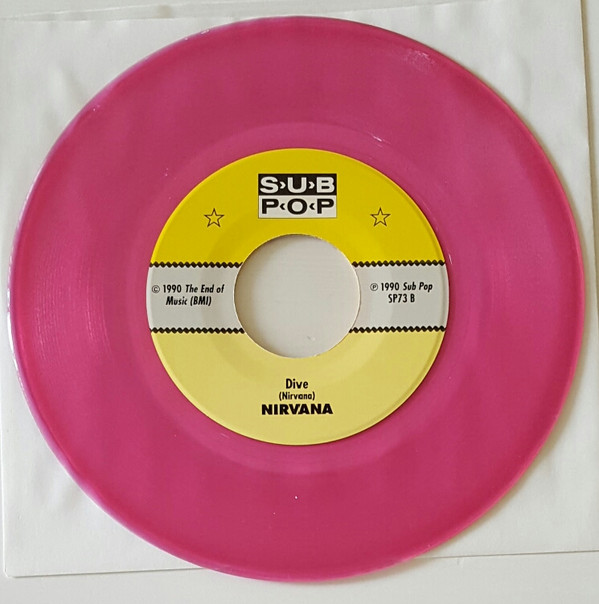 S›U›B
P‹O‹P
© 1990 The End of
Music (BMI)
℗ 1990 Sub Pop
SP73 B
Dive
(Nirvana)
NIRVANA